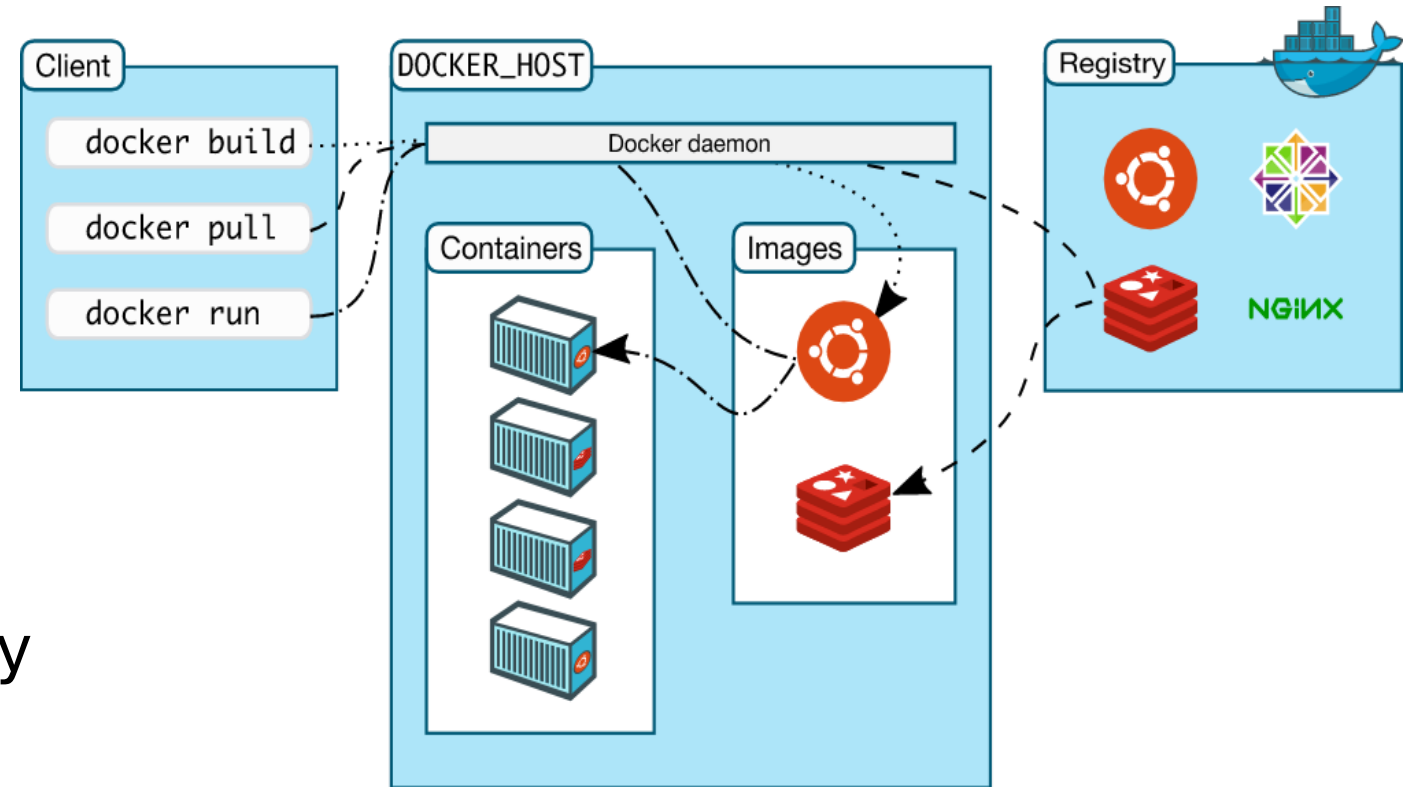 Client
docker build
docker pull
docker run
DOCKER_HOST
Docker daemon
Containers
Images
Registry
NGINX
y